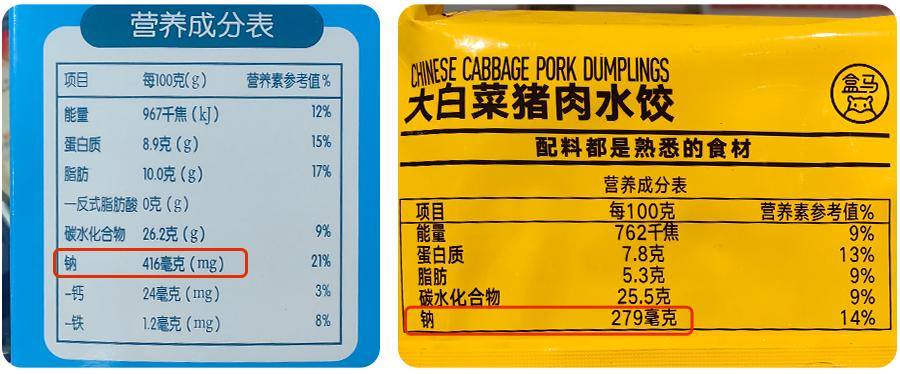 营养成分表
项目 每100克(g) 营养素参考值%
能量 967千焦(kJ) 12%
蛋白质 8.9克(g) 15%
脂肪 10.0克(g) 17%
—反式脂肪酸 0克(g)
碳水化合物 26.2克(g) 9%
钠 416毫克(mg) 21%
-钙 24毫克(mg) 3%
-铁 1.2毫克(mg) 8%
CHINESE CABBAGE PORK DUMPLINGS
大白菜猪肉水饺
盒马
配料都是熟悉的食材
营养成分表
项目 每100克 营养素参考值%
能量 762千焦 9%
蛋白质 7.8克 13%
脂肪 5.3克 9%
碳水化合物 25.5克 9%
钠 279毫克 14%